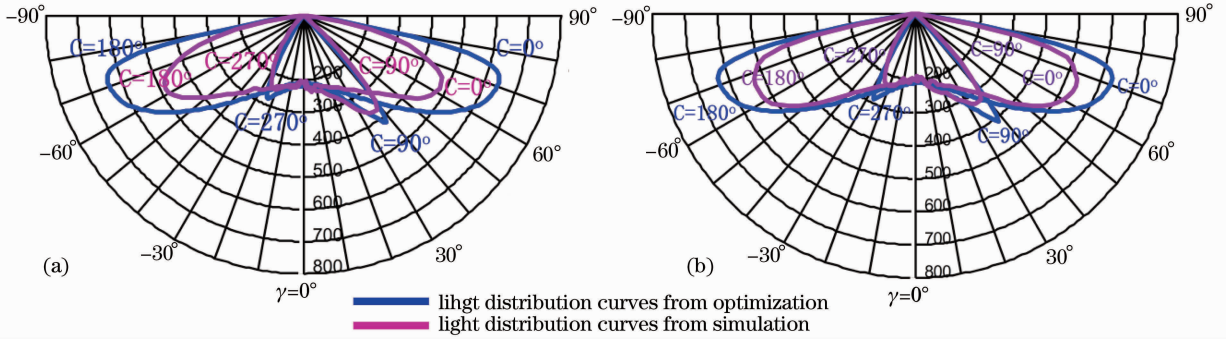 −90° 90°
C=180° C=270° C=90° C=0°
C=180° C=0°
200
300
C=270° C=90°
400
−60° 60°
500
600
−30° 700 30°
(a) 800
γ=0°
−90° 90°
C=270° C=90°
C=180° 200 C=0° C=0°
C=180° C=270° 300
C=90°
400
−60° 60°
500
600
−30° 700 30°
(b) 800
γ=0°
lihgt distribution curves from optimization
light distribution curves from simulation